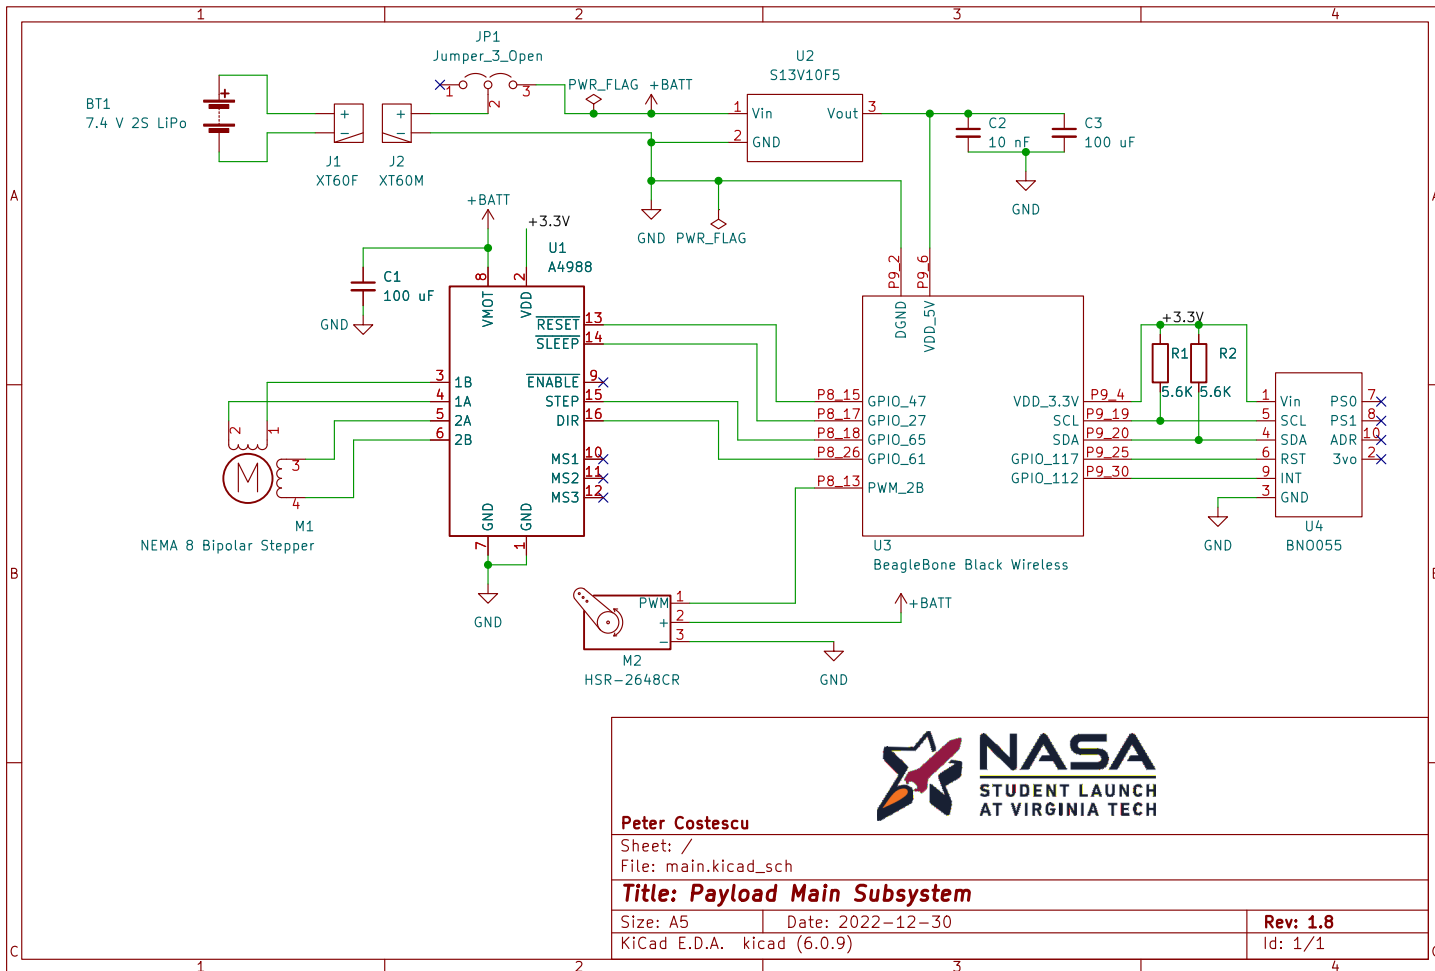 1 2 3 4
A
B
C
A
B
C
1 2 3 4
JP1
Jumper_3_Open
1 2 3
BT1
7.4 V 2S LiPo
+
+
−
J1
XT60F
+
−
J2
XT60M
PWR_FLAG
+BATT
U2
S13V10F5
1 Vin
2 GND
Vout 3
C2
10 nF
C3
100 uF
GND
GND
PWR_FLAG
+BATT
+3.3V
U1
A4988
C1
100 uF
GND
8 VMOT
2 VDD
RESET 13
SLEEP 14
ENABLE 9
STEP 15
DIR 16
MS1 10
MS2 11
MS3 12
3 1B
4 1A
5 2A
6 2B
GND 7
GND 1
GND
2 1
3
4
M
M1
NEMA 8 Bipolar Stepper
P9_2 DGND
P9_6 VDD_5V
P8_15 GPIO_47
P8_17 GPIO_27
P8_18 GPIO_65
P8_26 GPIO_61
P8_13 PWM_2B
VDD_3.3V P9_4
SCL P9_19
SDA P9_20
GPIO_117 P9_25
GPIO_112 P9_30
U3
BeagleBone Black Wireless
+3.3V
R1
5.6K
R2
5.6K
1 Vin
5 SCL
4 SDA
6 RST
9 INT
3 GND
PS0 7
PS1 8
ADR 10
3vo 2
U4
BNO055
GND
PWM 1
+ 2
− 3
M2
HSR−2648CR
+BATT
GND
NASA
STUDENT LAUNCH
AT VIRGINIA TECH
Peter Costescu
Sheet: /
File: main.kicad_sch
Title: Payload Main Subsystem
Size: A5 Date: 2022−12−30 Rev: 1.8
KiCad E.D.A. kicad (6.0.9) Id: 1/1